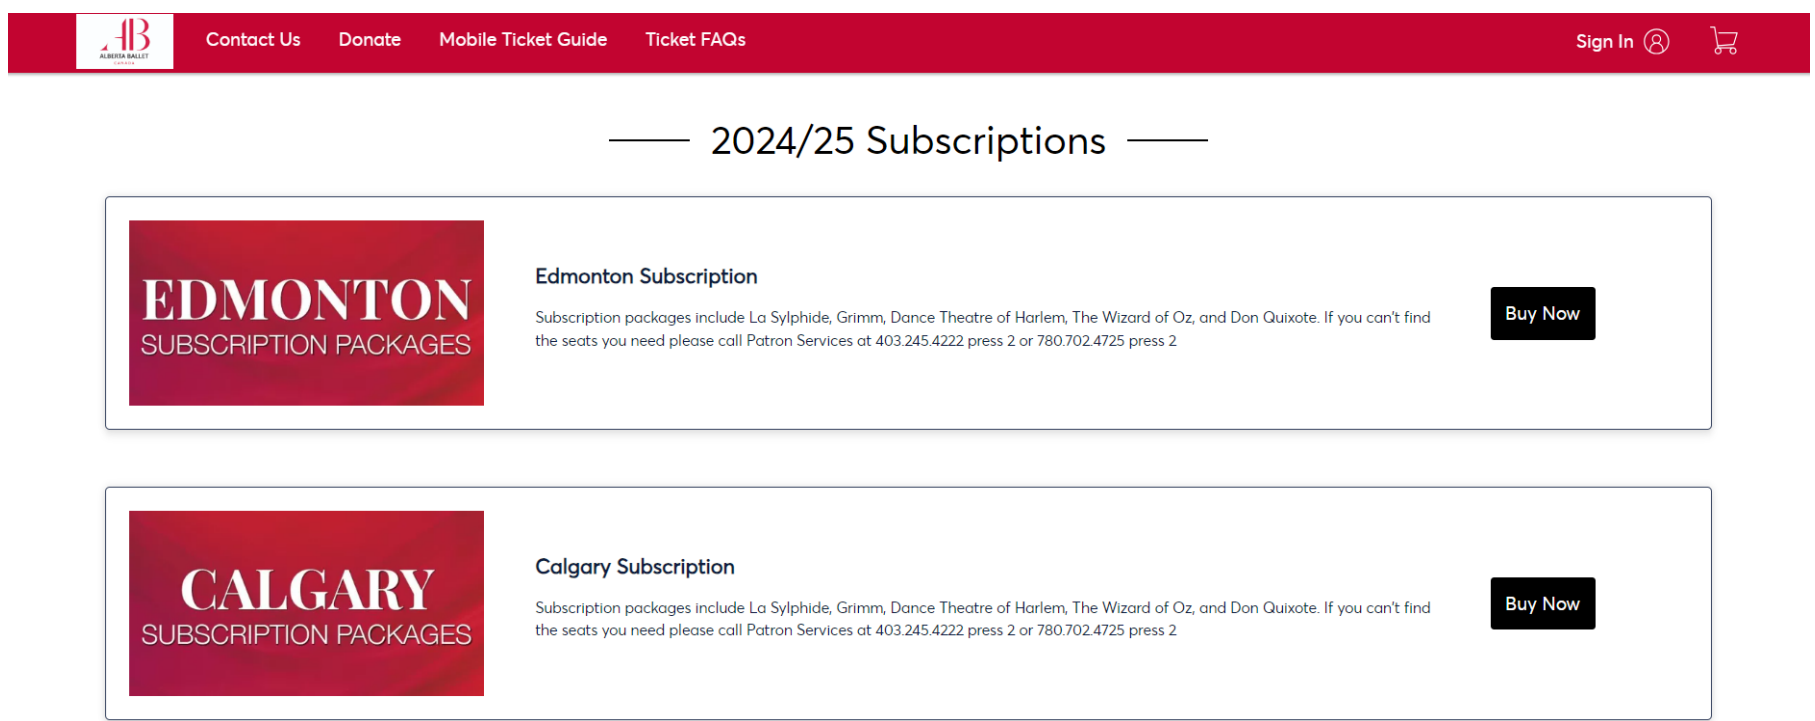 AB
ALBERTA BALLET
CANADA
Contact Us
Donate
Mobile Ticket Guide
Ticket FAQs
Sign In
2024/25 Subscriptions
EDMONTON
SUBSCRIPTION PACKAGES
Edmonton Subscription
Subscription packages include La Sylphide, Grimm, Dance Theatre of Harlem, The Wizard of Oz, and Don Quixote. If you can't find
the seats you need please call Patron Services at 403.245.4222 press 2 or 780.702.4725 press 2
Buy Now
CALGARY
SUBSCRIPTION PACKAGES
Calgary Subscription
Subscription packages include La Sylphide, Grimm, Dance Theatre of Harlem, The Wizard of Oz, and Don Quixote. If you can't find
the seats you need please call Patron Services at 403.245.4222 press 2 or 780.702.4725 press 2
Buy Now